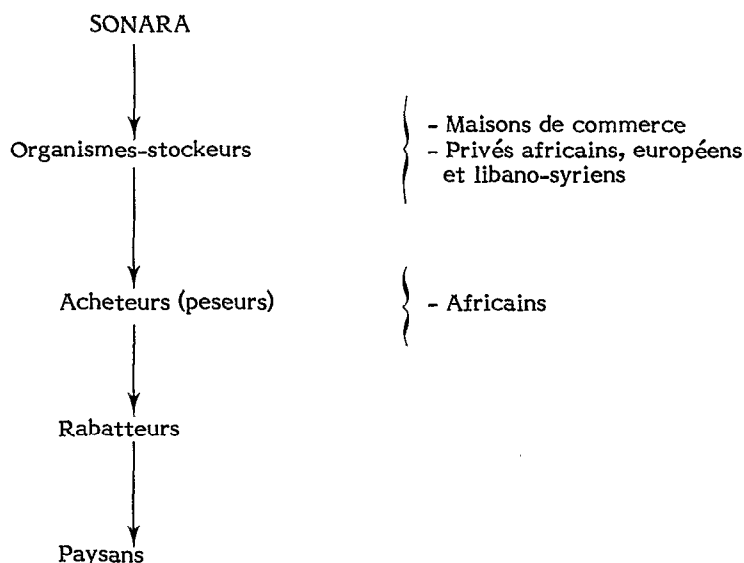 SONARA
Organismes-stockeurs
- Maisons de commerce
- Privés africains, européens
et libano-syriens
Acheteurs (peseurs)
- Africains
Rabatteurs
Paysans